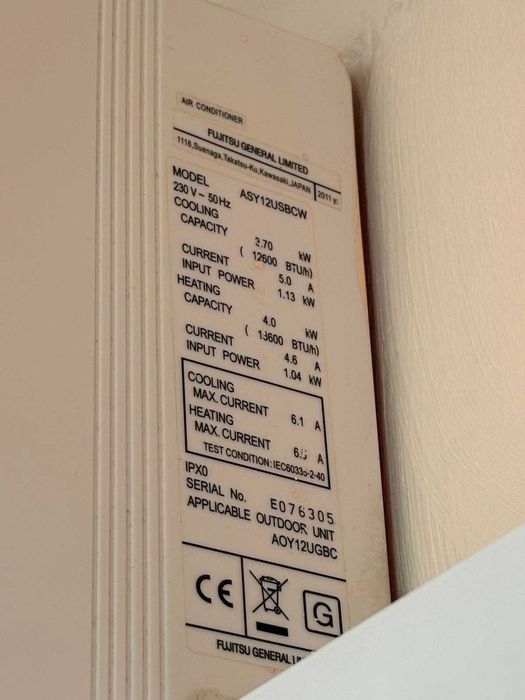 AIR CONDITIONER
FUJITSU GENERAL LIMITED
1116, Suenaga, Takatsu-Ku, Kawasaki, JAPAN 2011 y:
MODEL ASY12USBCW
230 V ~ 50 Hz
COOLING
CAPACITY 3.70 kW
( 12600 BTU/h)
CURRENT 5.0 A
INPUT POWER 1.13 kW
HEATING
CAPACITY 4.0 kW
( 13600 BTU/h)
CURRENT 4.6 A
INPUT POWER 1.04 kW
COOLING
MAX. CURRENT 6.1 A
HEATING
MAX. CURRENT A
TEST CONDITION:
IPX0
SERIAL No. E076305
APPLICABLE OUTDOOR UNIT
AOY12UGBC
CE G
FUJITSU GENERAL